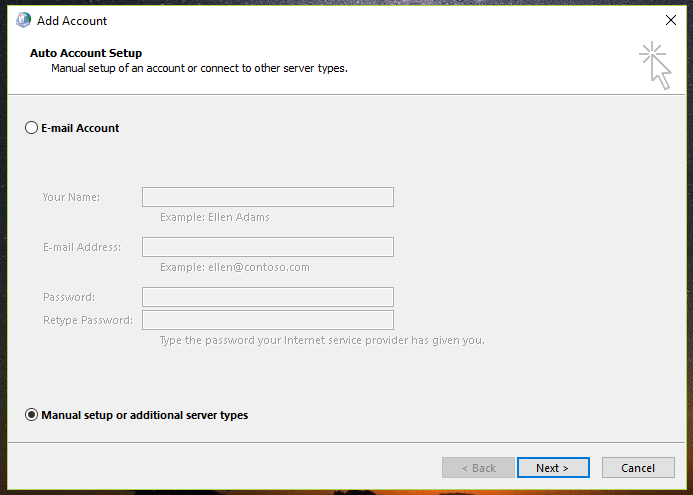 Add Account
Auto Account Setup
Manual setup of an account or connect to other server types.
E-mail Account
Your Name:
Example: Ellen Adams
E-mail Address:
Example: ellen@contoso.com
Password:
Retype Password:
Type the password your Internet service provider has given you.
Manual setup or additional server types
< Back Next > Cancel